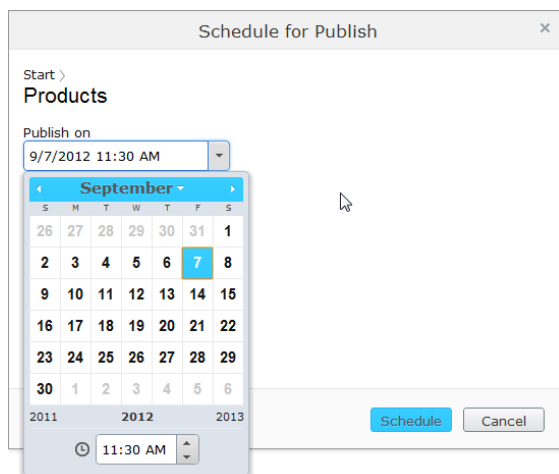 Schedule for Publish ×
Start >
Products
Publish on
9/7/2012 11:30 AM
September
S M T W T F S
26 27 28 29 30 31 1
2 3 4 5 6 7 8
9 10 11 12 13 14 15
16 17 18 19 20 21 22
23 24 25 26 27 28 29
30 1 2 3 4 5 6
2011 2012 2013
Schedule Cancel
11:30 AM